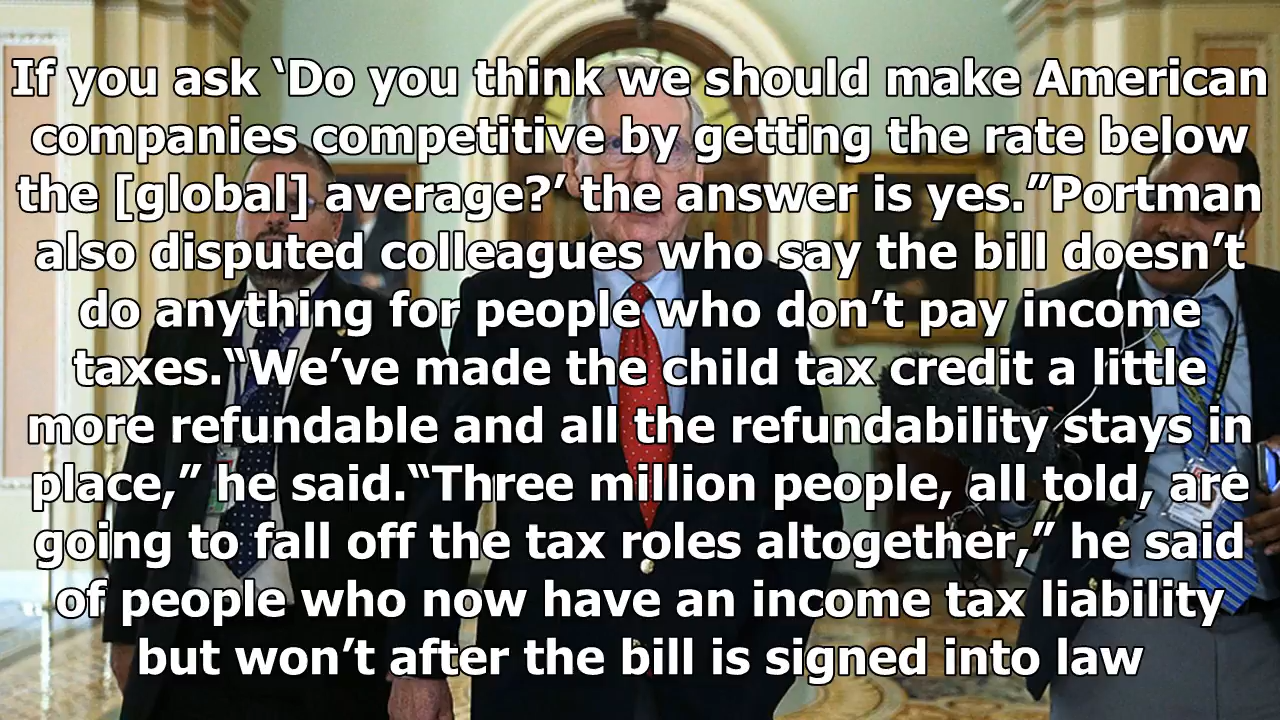 If you ask ‘Do you think we should make American
companies competitive by getting the rate below
the [global] average?’ the answer is yes.”Portman
also disputed colleagues who say the bill doesn’t
do anything for people who don’t pay income
taxes.“We’ve made the child tax credit a little
more refundable and all the refundability stays in
place,” he said.“Three million people, all told, are
going to fall off the tax roles altogether,” he said
of people who now have an income tax liability
but won’t after the bill is signed into law